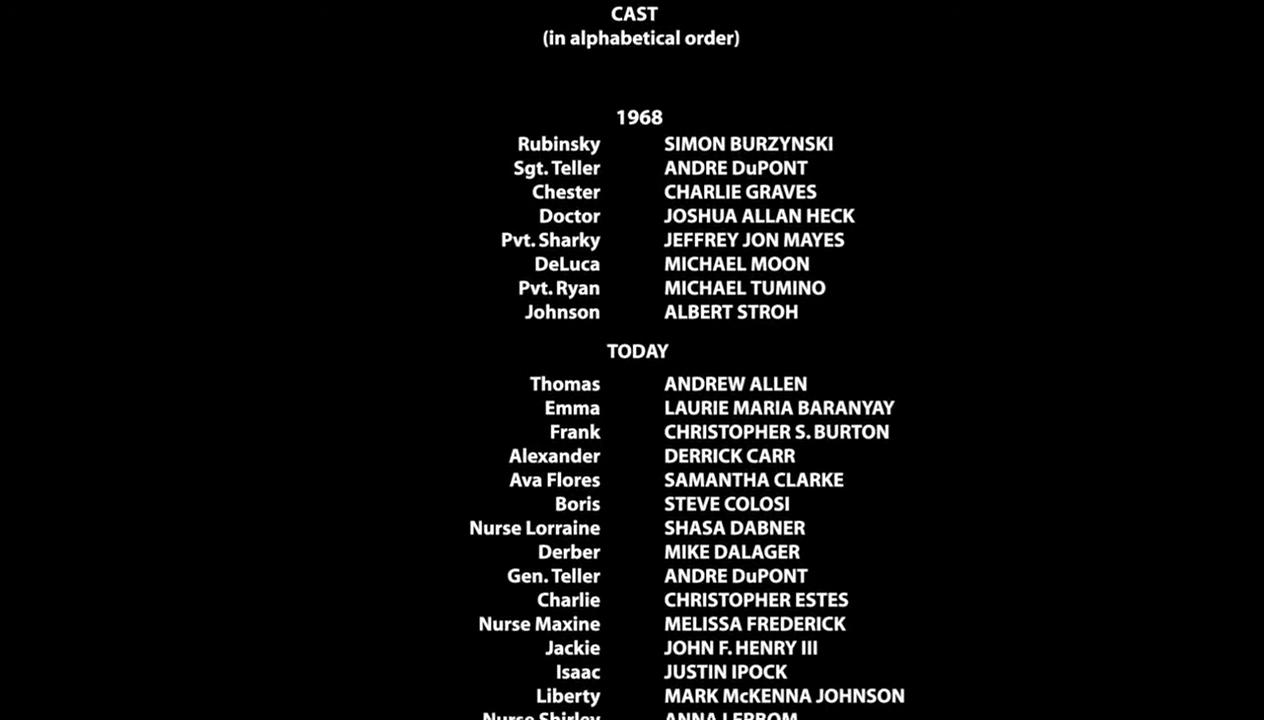 CAST
(in alphabetical order)
1968
Rubinsky SIMON BURZYNSKI
Sgt. Teller ANDRE DuPONT
Chester CHARLIE GRAVES
Doctor JOSHUA ALLAN HECK
Pvt. Sharky JEFFREY JON MAYES
DeLuca MICHAEL MOON
Pvt. Ryan MICHAEL TUMINO
Johnson ALBERT STROH
TODAY
Thomas ANDREW ALLEN
Emma LAURIE MARIA BARANYAY
Frank CHRISTOPHER S. BURTON
Alexander DERRICK CARR
Ava Flores SAMANTHA CLARKE
Boris STEVE COLOSI
Nurse Lorraine SHASA DABNER
Derber MIKE DALAGER
Gen. Teller ANDRE DuPONT
Charlie CHRISTOPHER ESTES
Nurse Maxine MELISSA FREDERICK
Jackie JOHN F. HENRY III
Isaac JUSTIN IPOCK
Liberty MARK McKENNA JOHNSON
Nurse Shirley ANNA